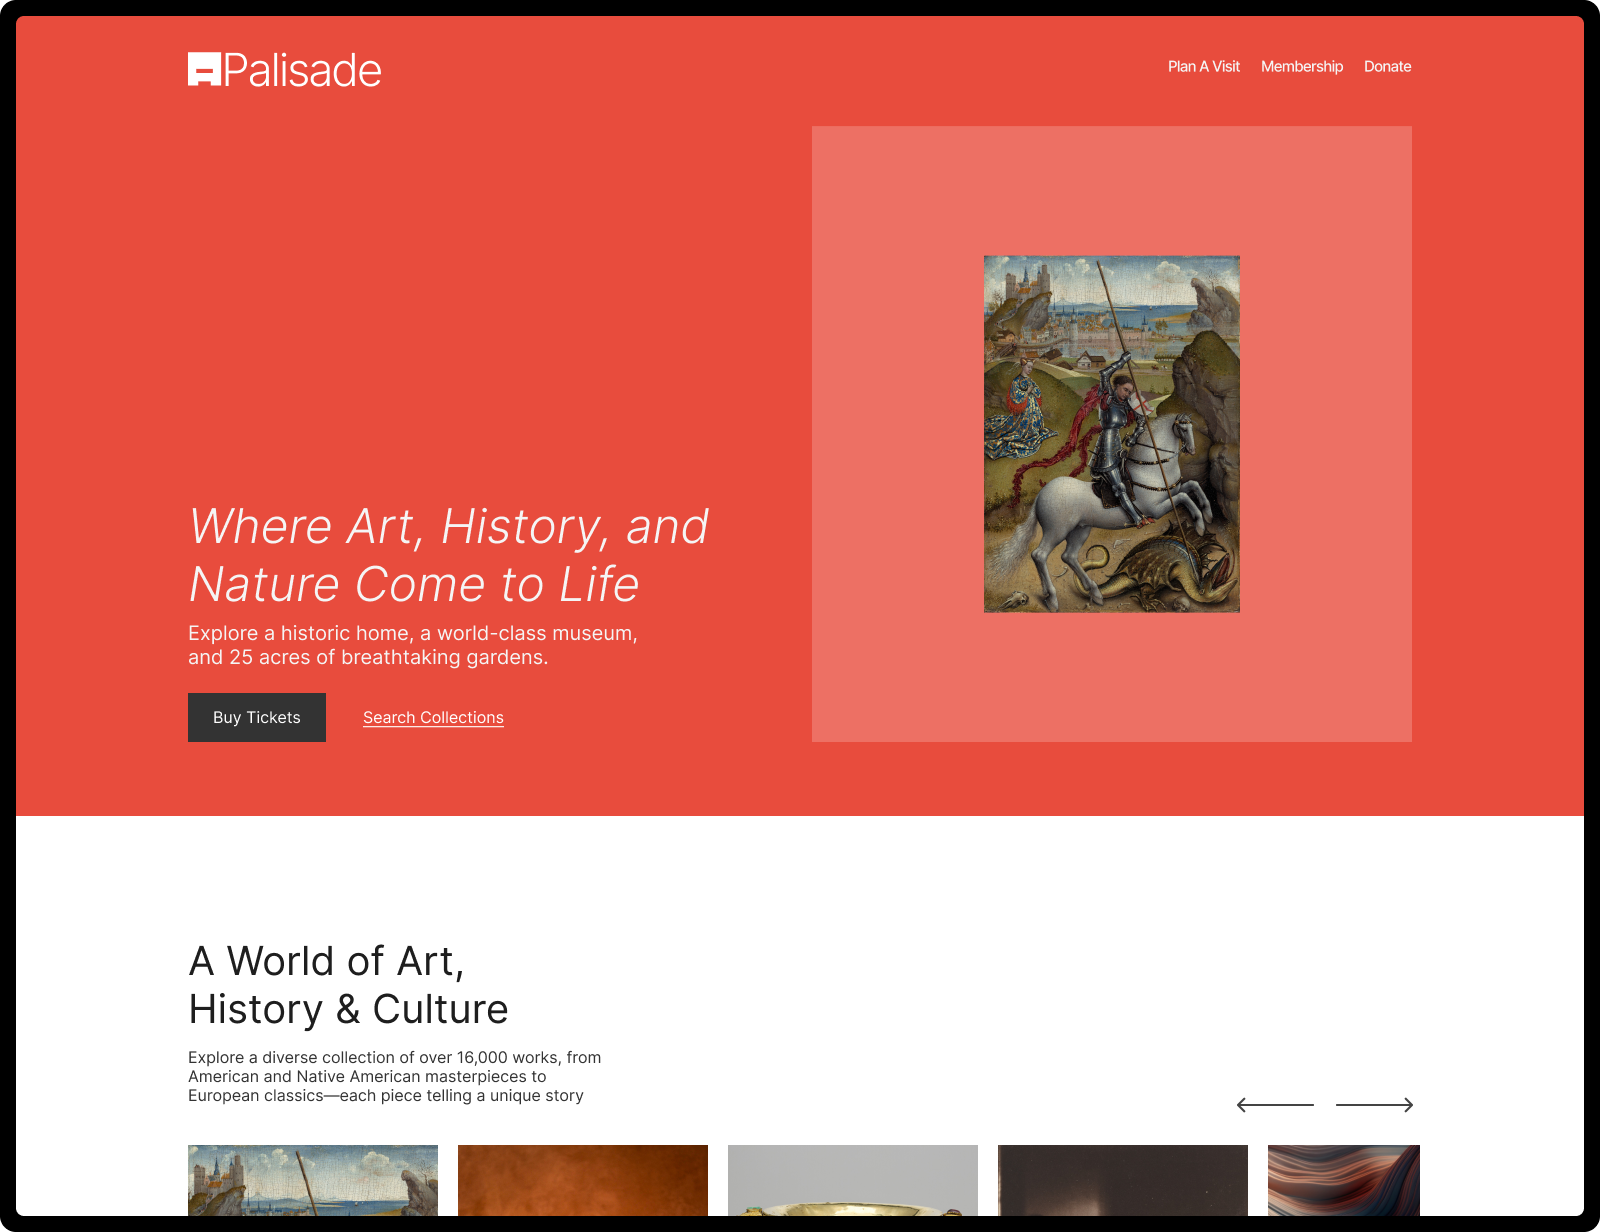 Palisade
Plan A Visit Membership Donate
Where Art, History, and
Nature Come to Life
Explore a historic home, a world-class museum,
and 25 acres of breathtaking gardens.
Buy Tickets Search Collections
A World of Art,
History & Culture
Explore a diverse collection of over 16,000 works, from
American and Native American masterpieces to
European classics—each piece telling a unique story